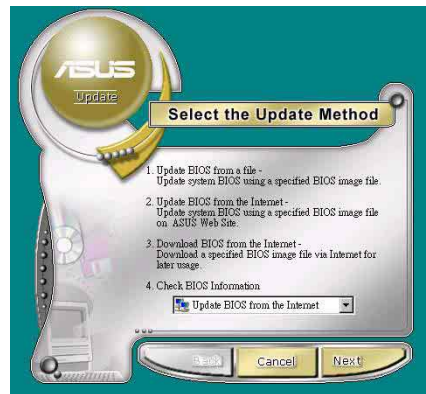 ASUS
Update
Select the Update Method
1. Update BIOS from a file -
Update system BIOS using a specified BIOS image file.
2. Update BIOS from the Internet -
Update system BIOS using a specified BIOS image file
on ASUS Web Site.
3. Download BIOS from the Internet -
Download a specified BIOS image file via Internet for
later usage.
4. Check BIOS Information
Update BIOS from the Internet
Back
Cancel
Next